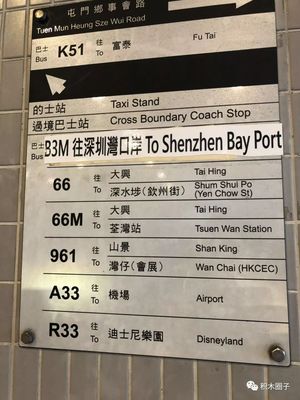 屯門鄉事會路
Tuen Mun Heung Sze Wui Road
巴士 Bus K51 往 To 富泰 Fu Tai
的士站 Taxi Stand
過境巴士站 Cross Boundary Coach Stop
巴士 Bus B3M 往深圳灣口岸 To Shenzhen Bay Port
66 往 To 大興 Tai Hing
深水埗(欽州街) Shum Shui Po (Yen Chow St)
66M 往 To 大興 Tai Hing
荃灣站 Tsuen Wan Station
961 往 To 山景 Shan King
灣仔(會展) Wan Chai (HKCEC)
A33 往 To 機場 Airport
R33 往 To 迪士尼樂園 Disneyland
积木圈子